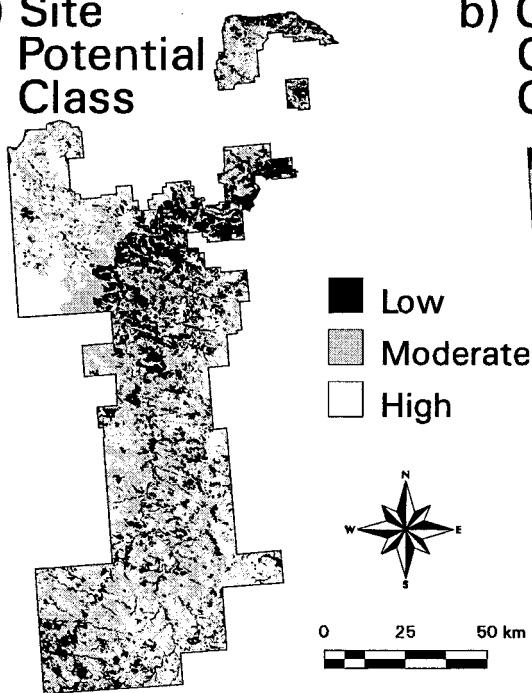 ) Site
Potential
Class
b) C
C
C
Low
Moderate
High
N
W E
S
0 25 50 km